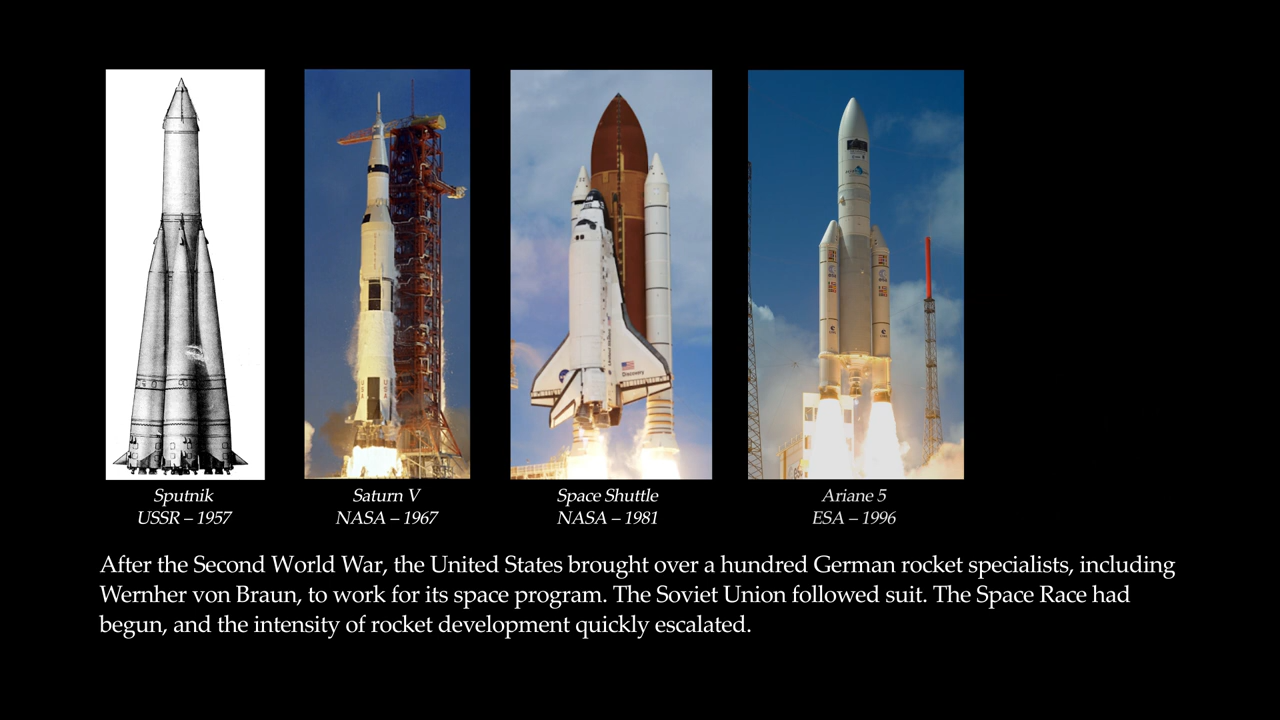 Discovery
Sputnik
USSR – 1957
Saturn V
NASA – 1967
Space Shuttle
NASA – 1981
Ariane 5
ESA – 1996
After the Second World War, the United States brought over a hundred German rocket specialists, including
Wernher von Braun, to work for its space program. The Soviet Union followed suit. The Space Race had
begun, and the intensity of rocket development quickly escalated.